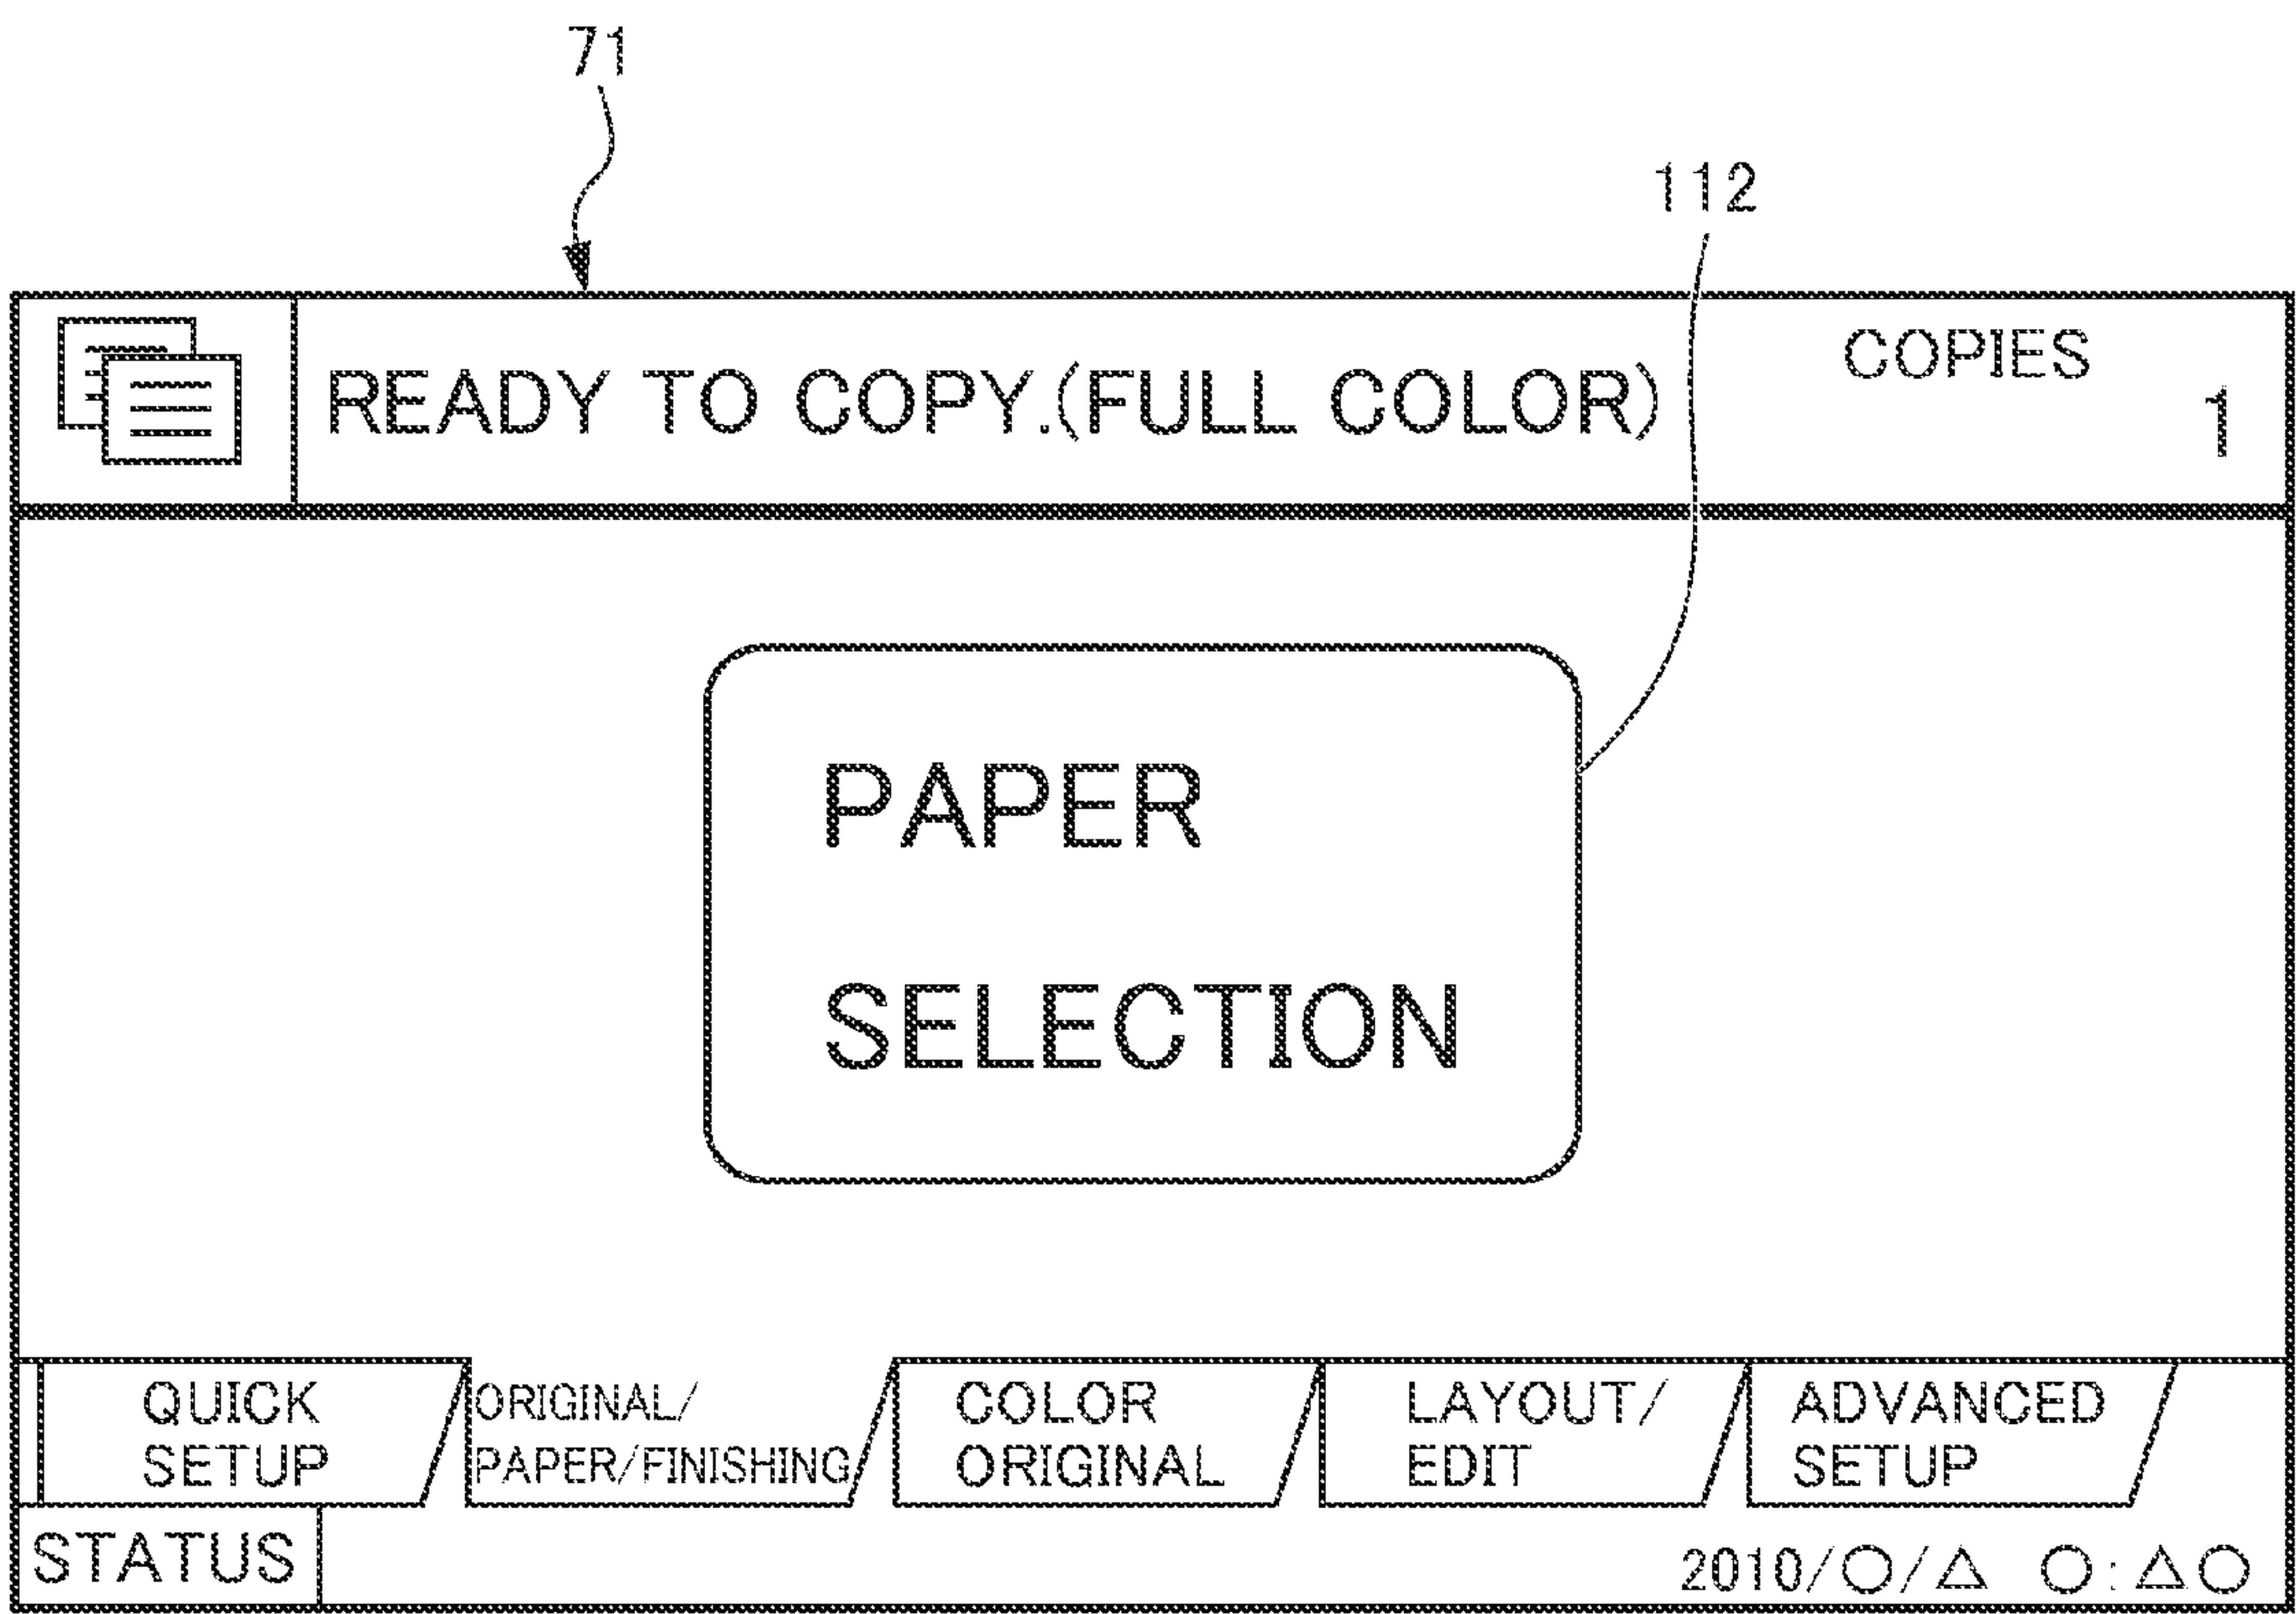 71
112
READY TO COPY.(FULL COLOR)
COPIES
1
PAPER
SELECTION
QUICK
SETUP
ORIGINAL/
PAPER/FINISHING
COLOR
ORIGINAL
LAYOUT/
EDIT
ADVANCED
SETUP
STATUS
2010/○/△ ○:△○